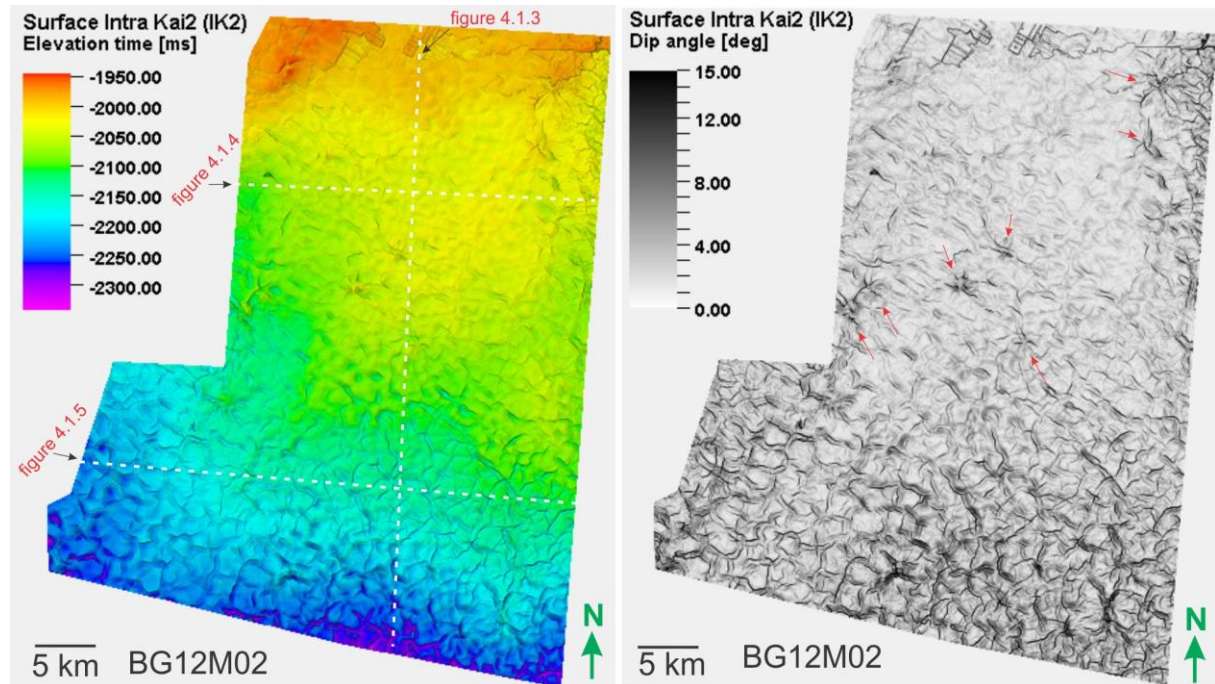 Surface Intra Kai2 (IK2)
Elevation time [ms]
-1950.00
-2000.00
-2050.00
-2100.00
-2150.00
-2200.00
-2250.00
-2300.00
figure 4.1.3
figure 4.1.4
figure 4.1.5
5 km
BG12M02
N
Surface Intra Kai2 (IK2)
Dip angle [deg]
15.00
12.00
8.00
4.00
0.00
5 km
BG12M02
N